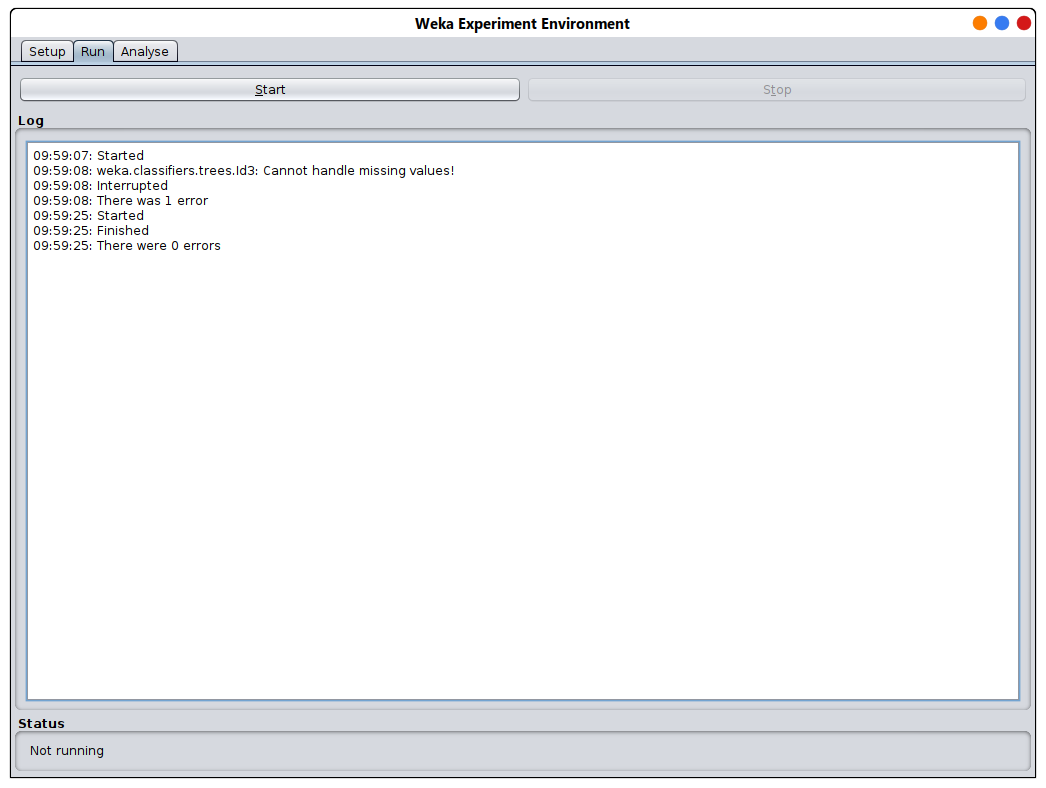 Weka Experiment Environment
Setup Run Analyse
Start Stop
Log
09:59:07: Started
09:59:08: weka.classifiers.trees.Id3: Cannot handle missing values!
09:59:08: Interrupted
09:59:08: There was 1 error
09:59:25: Started
09:59:25: Finished
09:59:25: There were 0 errors
Status
Not running